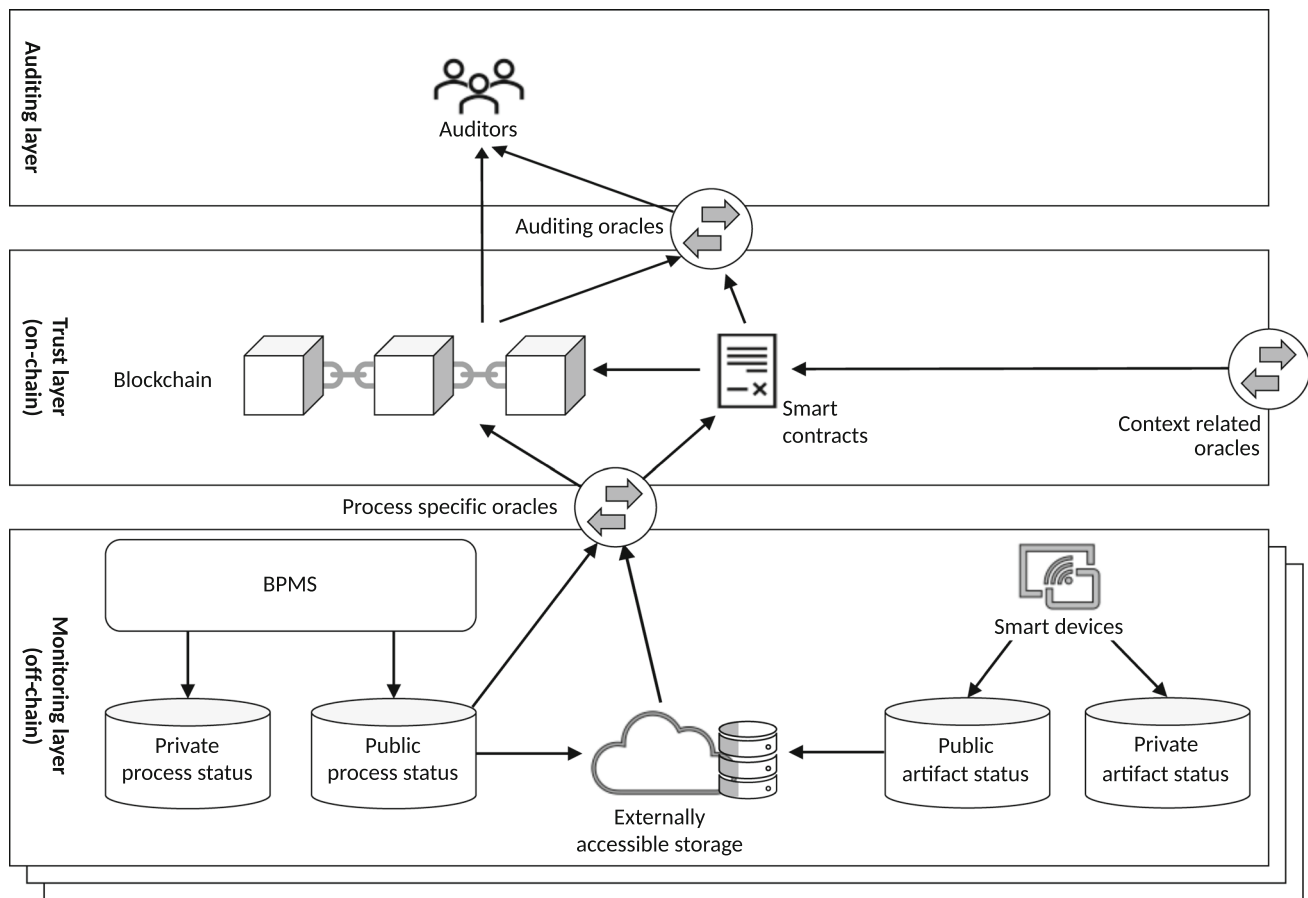 Auditing layer
Auditors
Auditing oracles
Trust layer
(on-chain)
Blockchain
Smart
contracts
Context related
oracles
Process specific oracles
Monitoring layer
(off-chain)
BPMS
Smart devices
Private
process status
Public
process status
Public
artifact status
Private
artifact status
Externally
accessible storage